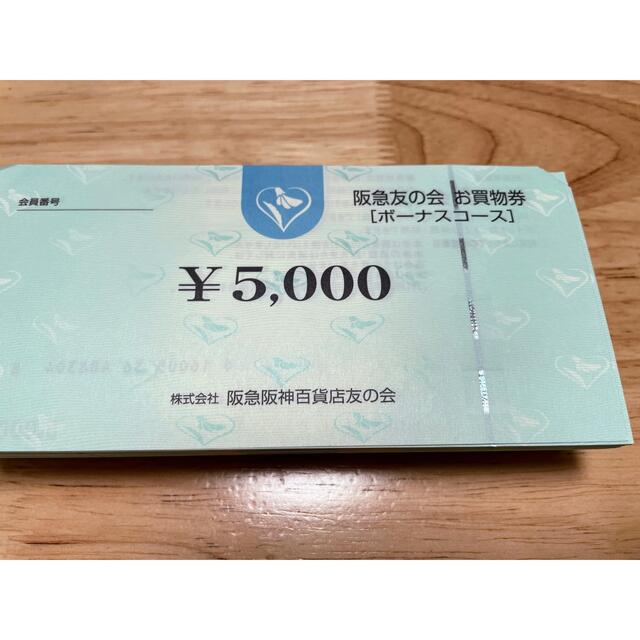 会員番号
阪急友の会 お買物券
[ボーナスコース]
¥5,000
株式会社 阪急阪神百貨店友の会